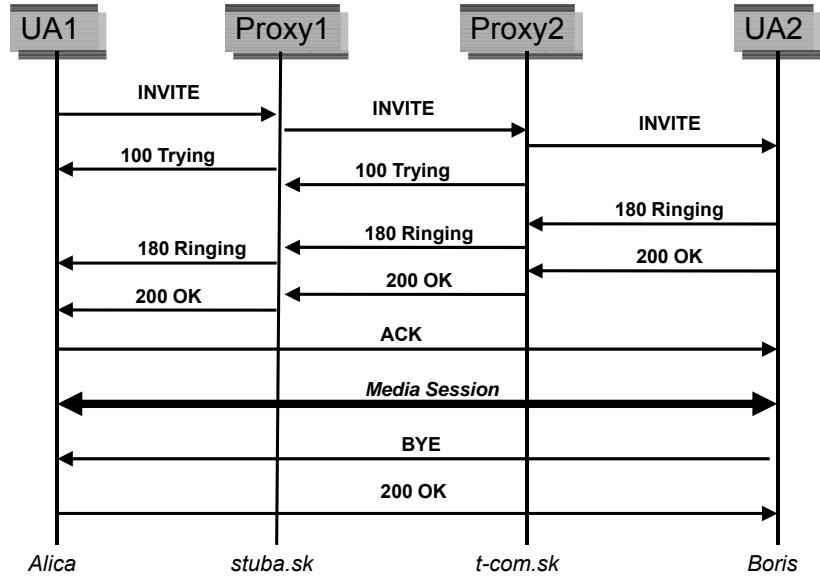 UA1 Proxy1 Proxy2 UA2
INVITE
INVITE
INVITE
100 Trying
100 Trying
180 Ringing
180 Ringing
180 Ringing
200 OK
200 OK
200 OK
ACK
Media Session
BYE
200 OK
Alica stuba.sk t-com.sk Boris